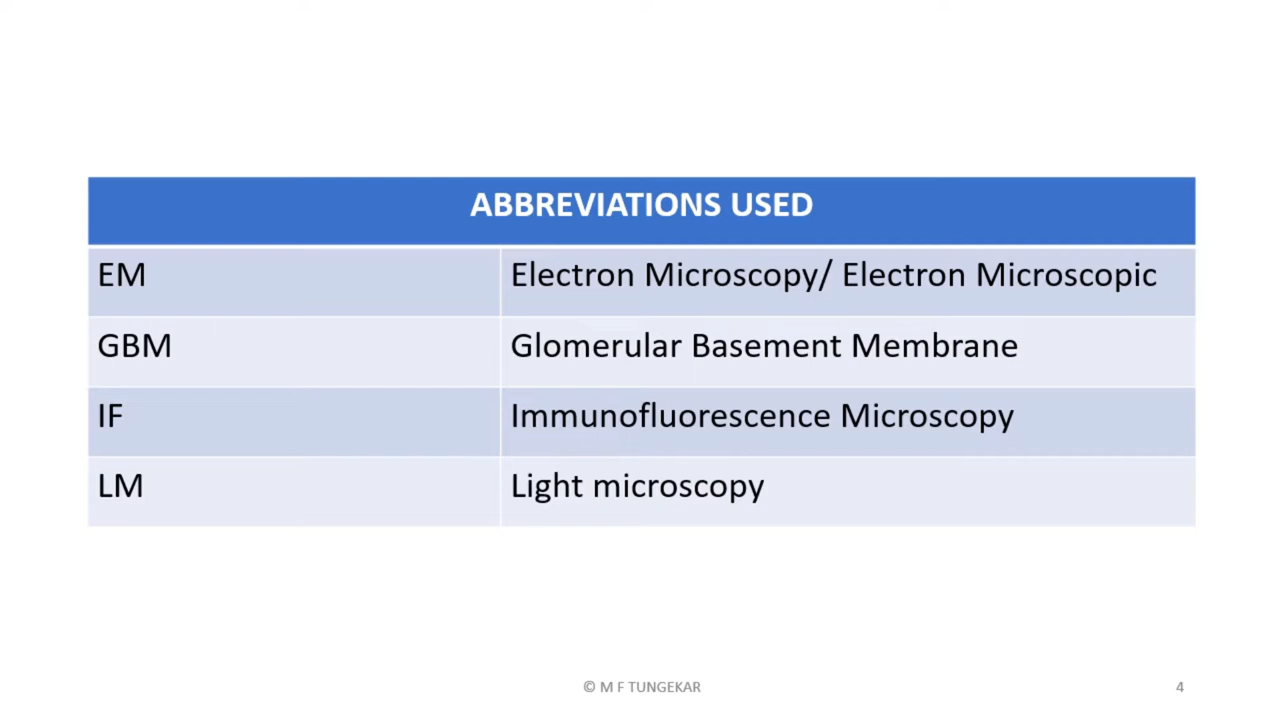 ABBREVIATIONS USED
EM Electron Microscopy/ Electron Microscopic
GBM Glomerular Basement Membrane
IF Immunofluorescence Microscopy
LM Light microscopy
© M F TUNGEKAR 4